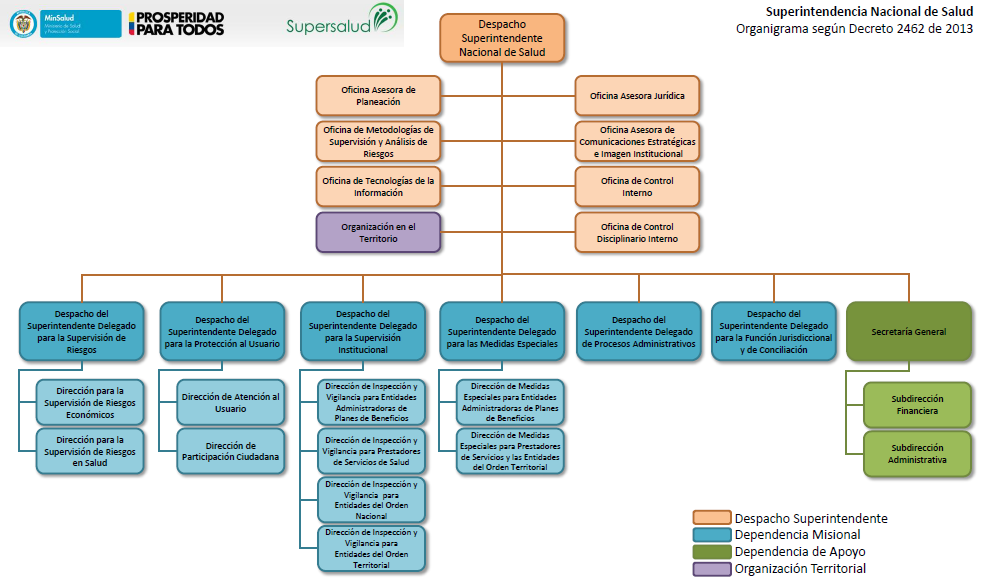 MinSalud
Ministerio de Salud
y Protección Social
PROSPERIDAD
PARA TODOS
Supersalud
Superintendencia Nacional de Salud
Organigrama según Decreto 2462 de 2013
Despacho
Superintendente
Nacional de Salud
Oficina Asesora de
Planeación
Oficina Asesora Jurídica
Oficina de Metodologías de
Supervisión y Análisis de
Riesgos
Oficina Asesora de
Comunicaciones Estratégicas
e Imagen Institucional
Oficina de Tecnologías de la
Información
Oficina de Control
Interno
Organización en el
Territorio
Oficina de Control
Disciplinario Interno
Despacho del
Superintendente Delegado
para la Supervisión de
Riesgos
Despacho del
Superintendente Delegado
para la Protección al Usuario
Despacho del
Superintendente Delegado
para la Supervisión
Institucional
Despacho del
Superintendente Delegado
para las Medidas Especiales
Despacho del
Superintendente Delegado
de Procesos Administrativos
Despacho del
Superintendente Delegado
para la Función Jurisdiccional
y de Conciliación
Secretaría General
Dirección para la
Supervisión de Riesgos
Económicos
Dirección para la
Supervisión de Riesgos
en Salud
Dirección de Atención al
Usuario
Dirección de
Participación Ciudadana
Dirección de Inspección y
Vigilancia para Entidades
Administradoras de
Planes de Beneficios
Dirección de Inspección y
Vigilancia para Prestadores
de Servicios de Salud
Dirección de Inspección y
Vigilancia para
Entidades del Orden
Nacional
Dirección de Inspección y
Vigilancia para
Entidades del Orden
Territorial
Dirección de Medidas
Especiales para Entidades
Administradoras de Planes
de Beneficios
Dirección de Medidas
Especiales para Prestadores
de Servicios y las Entidades
del Orden Territorial
Subdirección
Financiera
Subdirección
Administrativa
Despacho Superintendente
Dependencia Misional
Dependencia de Apoyo
Organización Territorial